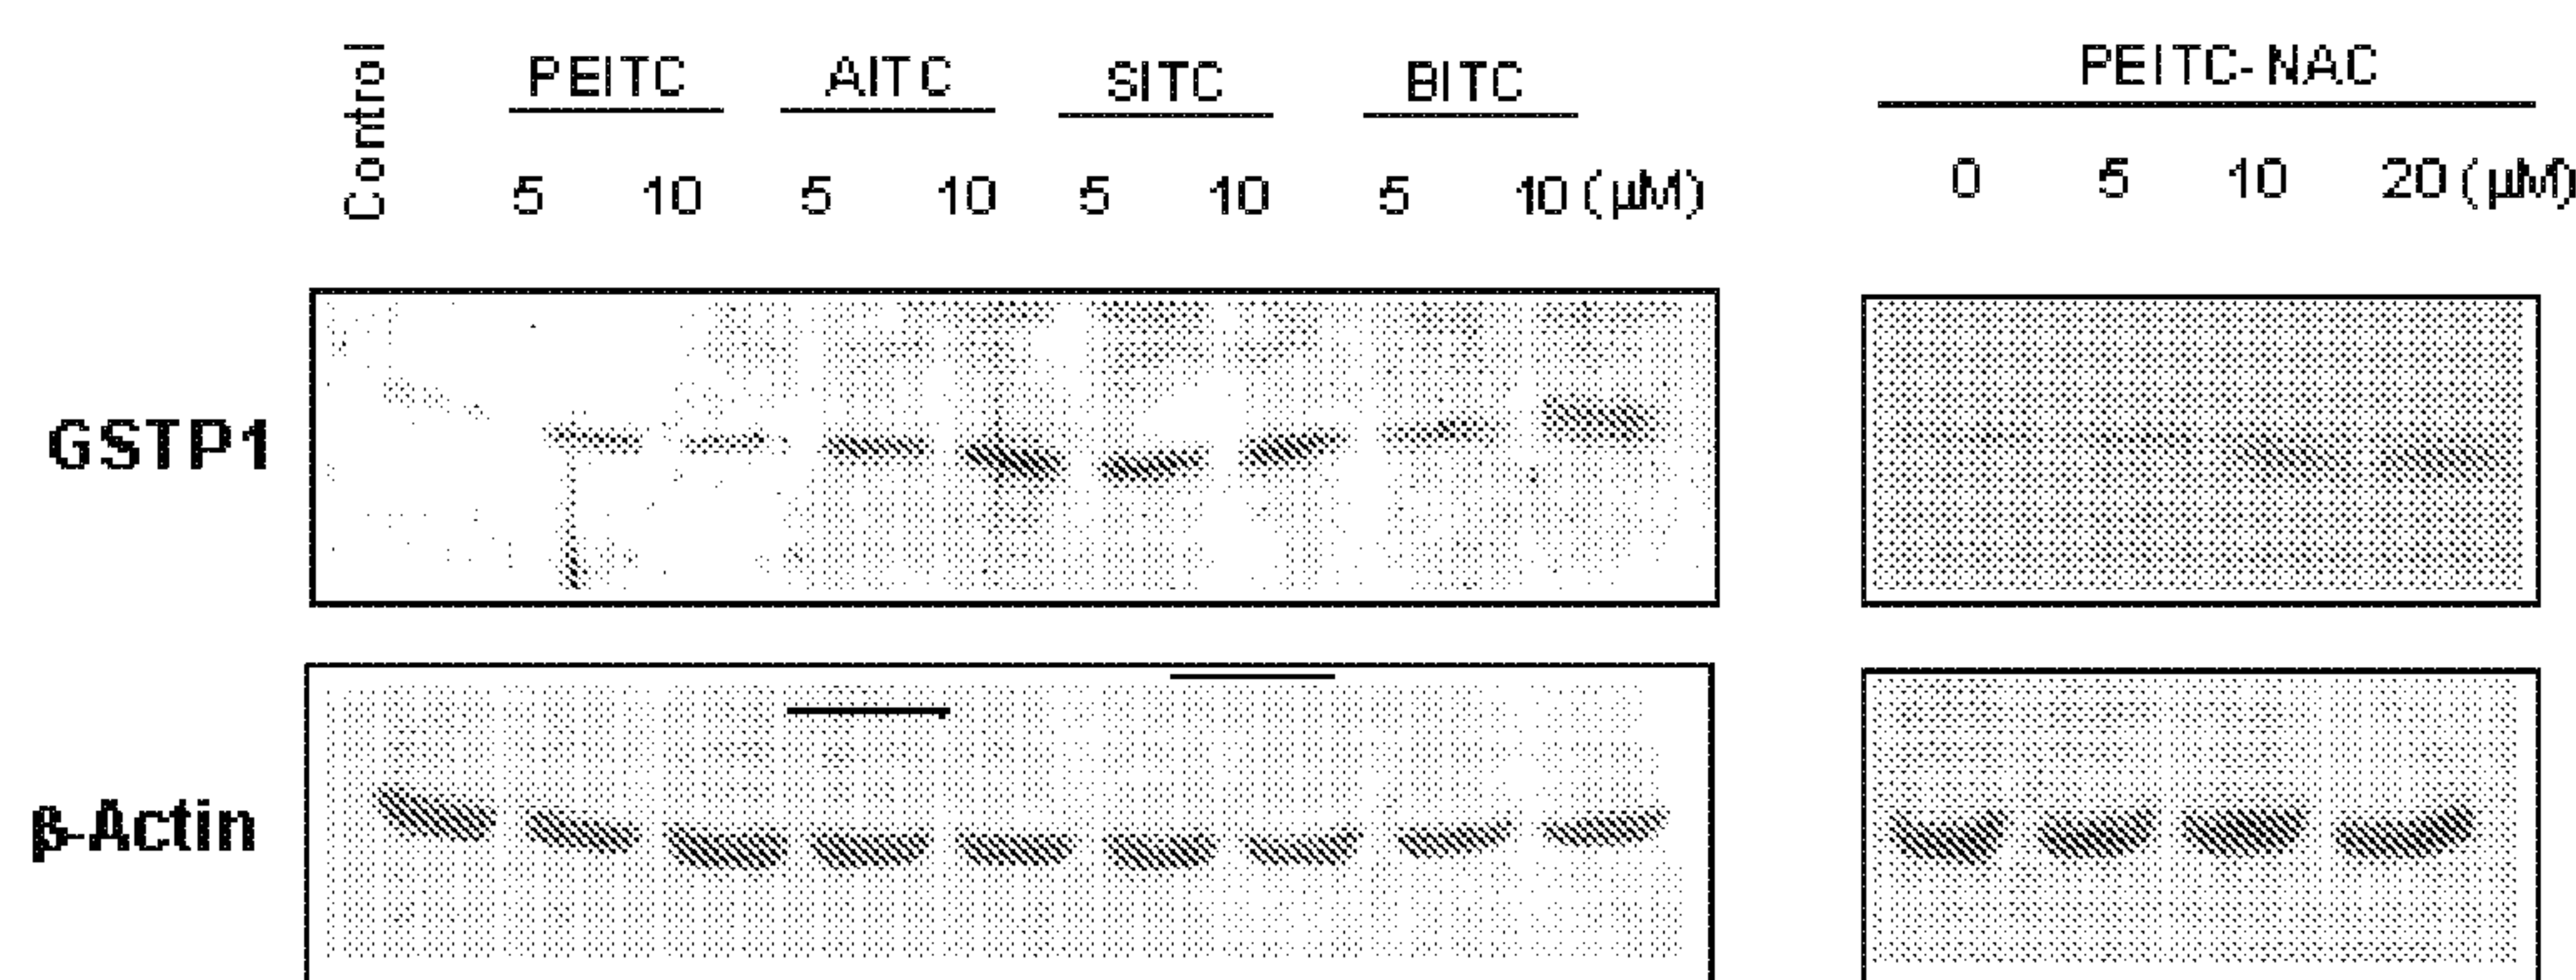 Control PEITC AITC SITC BITC PEITC-NAC
5 10 5 10 5 10 5 10 (μM) 0 5 10 20 (μM)
GSTP1
β-Actin